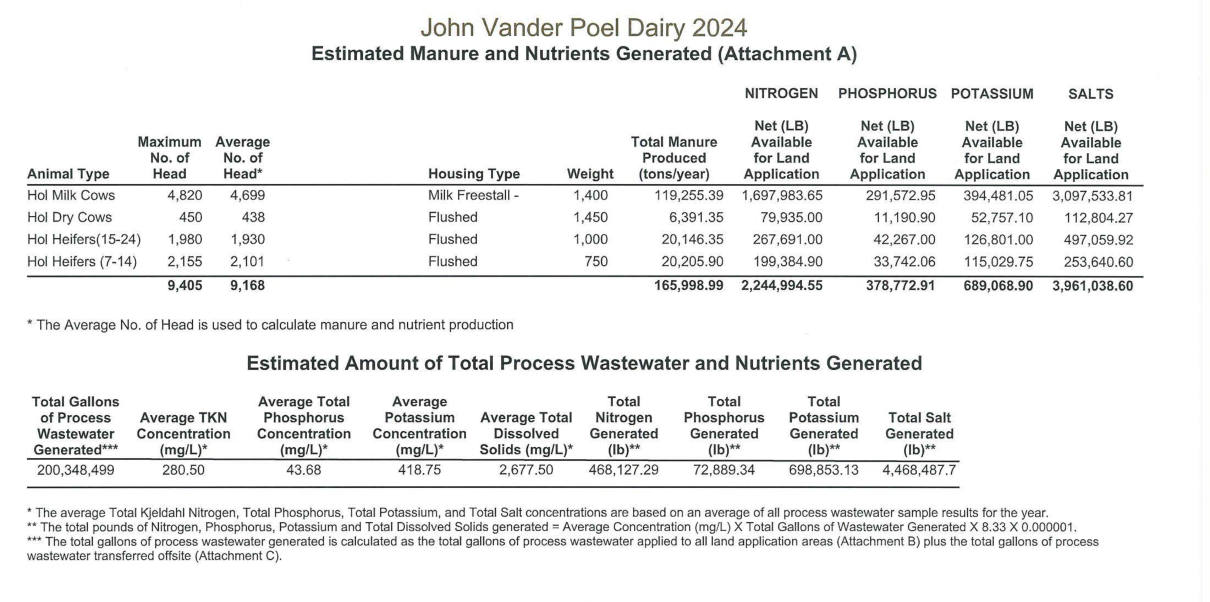 John Vander Poel Dairy 2024
Estimated Manure and Nutrients Generated (Attachment A)
NITROGEN PHOSPHORUS POTASSIUM SALTS
Animal Type Maximum No. of Head Average No. of Head* Housing Type Weight Total Manure Produced (tons/year) Net (LB) Available for Land Application Net (LB) Available for Land Application Net (LB) Available for Land Application Net (LB) Available for Land Application
Hol Milk Cows 4,820 4,699 Milk Freestall - 1,400 119,255.39 1,697,983.65 291,572.95 394,481.05 3,097,533.81
Hol Dry Cows 450 438 Flushed 1,450 6,391.35 79,935.00 11,190.90 52,757.10 112,804.27
Hol Heifers(15-24) 1,980 1,930 Flushed 1,000 20,146.35 267,691.00 42,267.00 126,801.00 497,059.92
Hol Heifers (7-14) 2,155 2,101 Flushed 750 20,205.90 199,384.90 33,742.06 115,029.75 253,640.60
9,405 9,168 165,998.99 2,244,994.55 378,772.91 689,068.90 3,961,038.60
* The Average No. of Head is used to calculate manure and nutrient production
Estimated Amount of Total Process Wastewater and Nutrients Generated
Total Gallons of Process Wastewater Generated*** Average TKN Concentration (mg/L)* Average Total Phosphorus Concentration (mg/L)* Average Potassium Concentration (mg/L)* Average Total Dissolved Solids (mg/L)* Total Nitrogen Generated (lb)** Total Phosphorus Generated (lb)** Total Potassium Generated (lb)** Total Salt Generated (lb)**
200,348,499 280.50 43.68 418.75 2,677.50 468,127.29 72,889.34 698,853.13 4,468,487.7
* The average Total Kjeldahl Nitrogen, Total Phosphorus, Total Potassium, and Total Salt concentrations are based on an average of all process wastewater sample results for the year.
** The total pounds of Nitrogen, Phosphorus, Potassium and Total Dissolved Solids generated = Average Concentration (mg/L) X Total Gallons of Wastewater Generated X 8.33 X 0.000001.
*** The total gallons of process wastewater generated is calculated as the total gallons of process wastewater applied to all land application areas (Attachment B) plus the total gallons of process
wastewater transferred offsite (Attachment C).